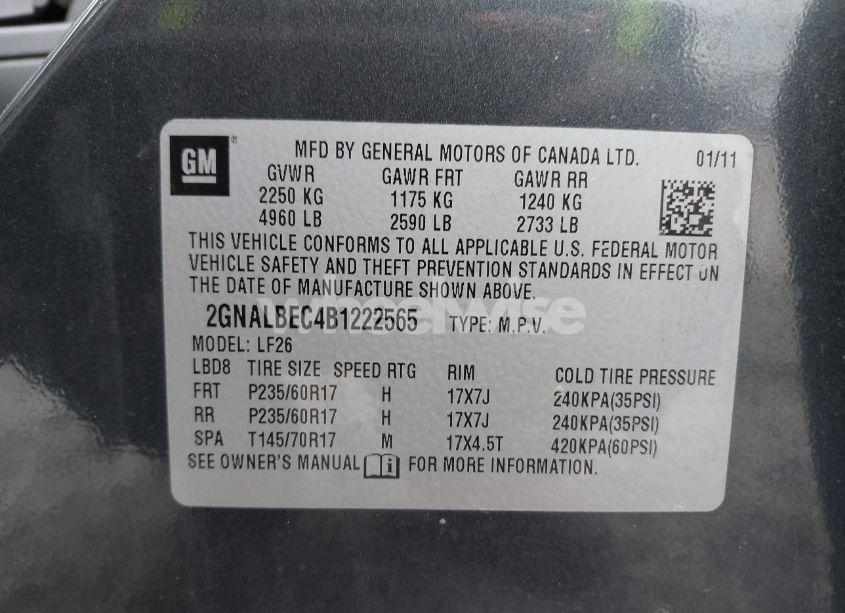 GM ® MFD BY GENERAL MOTORS OF CANADA LTD. 01/11
GVWR GAWR FRT GAWR RR
2250 KG 1175 KG 1240 KG
4960 LB 2590 LB 2733 LB
THIS VEHICLE CONFORMS TO ALL APPLICABLE U.S. FEDERAL MOTOR
VEHICLE SAFETY AND THEFT PREVENTION STANDARDS IN EFFECT ON
THE DATE OF MANUFACTURE SHOWN ABOVE.
wheelwise
2GNALBEC4B1222565 TYPE: M.P.V.
MODEL: LF26
LBD8 TIRE SIZE SPEED RTG RIM COLD TIRE PRESSURE
FRT P235/60R17 H 17X7J 240KPA(35PSI)
RR P235/60R17 H 17X7J 240KPA(35PSI)
SPA T145/70R17 M 17X4.5T 420KPA(60PSI)
SEE OWNER'S MANUAL i FOR MORE INFORMATION.